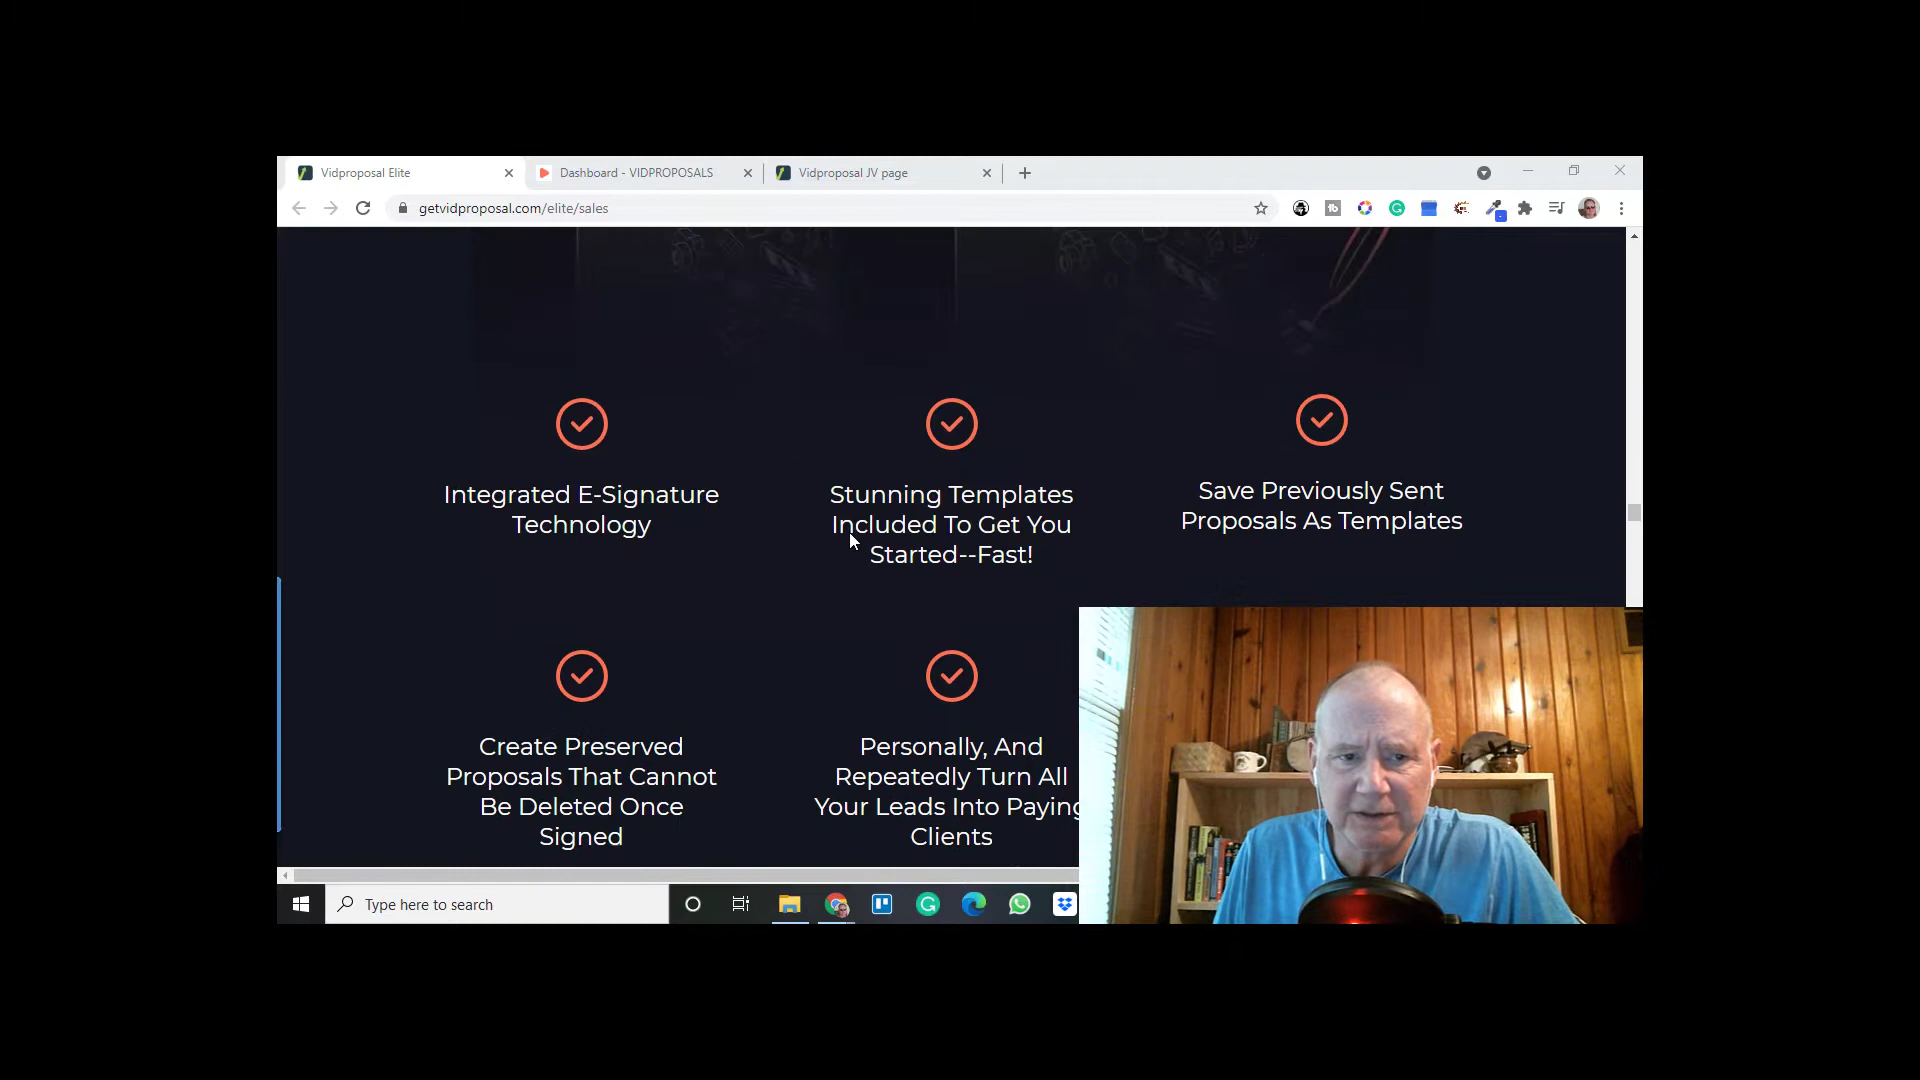 Vidproposal Elite
Dashboard - VIDPROPOSALS
Vidproposal JV page
getvidproposal.com/elite/sales
Integrated E-Signature
Technology
Stunning Templates
Included To Get You
Started--Fast!
Save Previously Sent
Proposals As Templates
Create Preserved
Proposals That Cannot
Be Deleted Once
Signed
Personally, And
Repeatedly Turn All
Your Leads Into Paying
Clients
Type here to search